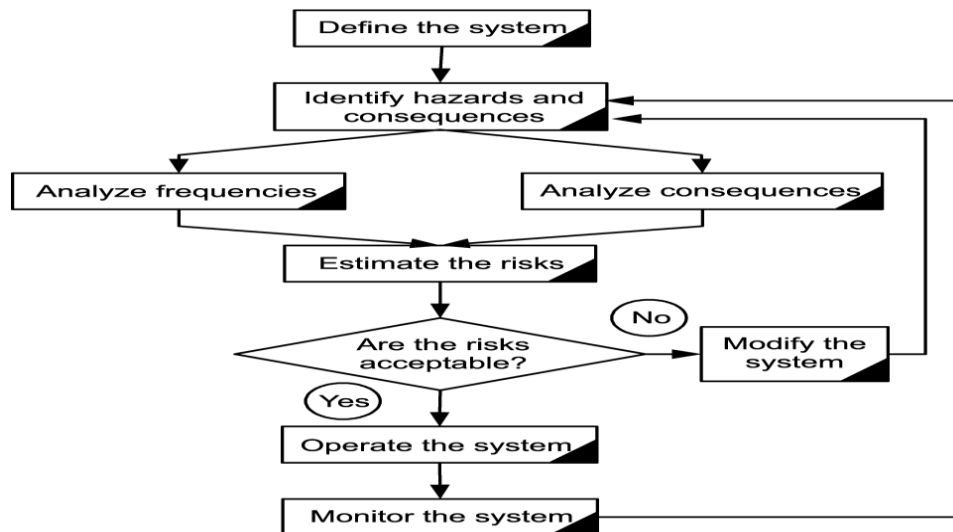 Define the system
Identify hazards and
consequences
Analyze frequencies
Analyze consequences
Estimate the risks
Are the risks
acceptable?
No
Modify the
system
Yes
Operate the system
Monitor the system